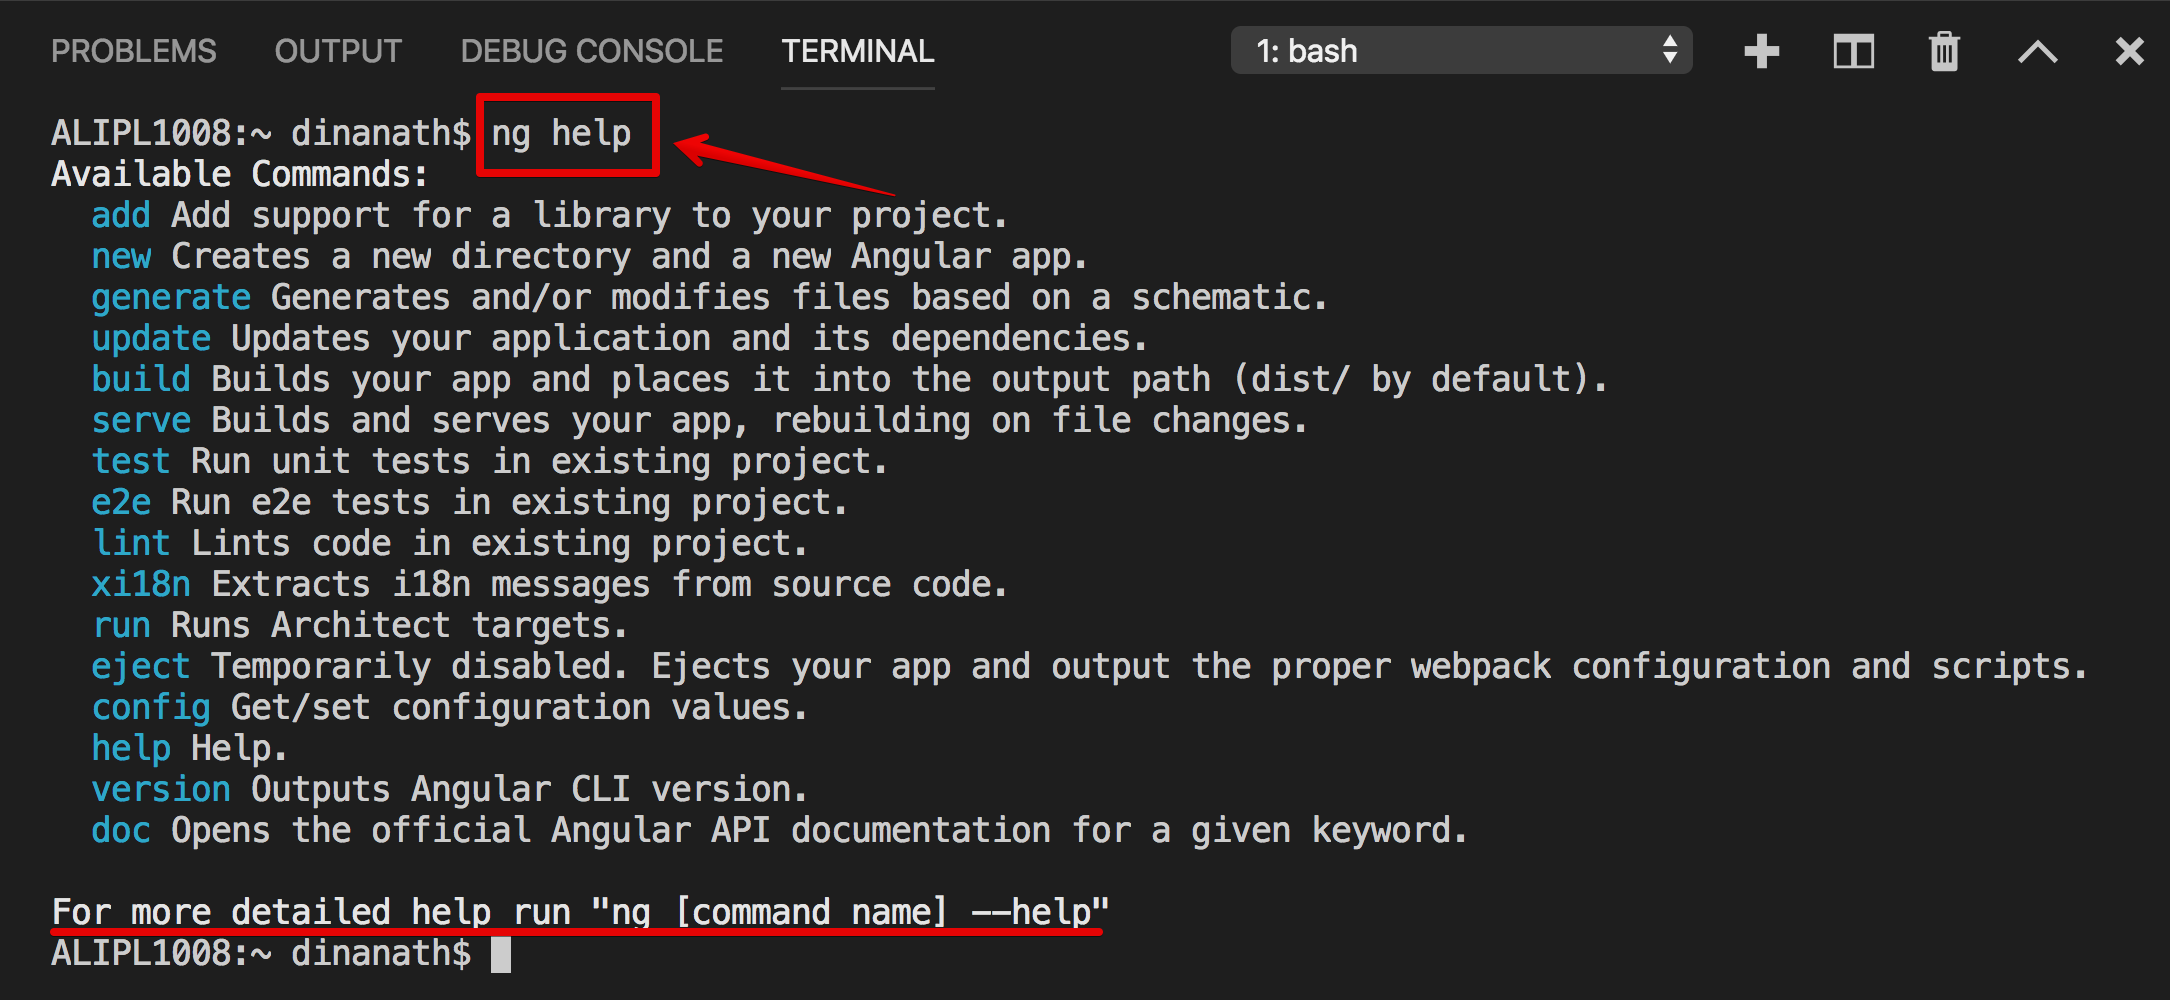 PROBLEMS OUTPUT DEBUG CONSOLE TERMINAL 1: bash
ALIPL1008:~ dinanath$ ng help
Available Commands:
  add Add support for a library to your project.
  new Creates a new directory and a new Angular app.
  generate Generates and/or modifies files based on a schematic.
  update Updates your application and its dependencies.
  build Builds your app and places it into the output path (dist/ by default).
  serve Builds and serves your app, rebuilding on file changes.
  test Run unit tests in existing project.
  e2e Run e2e tests in existing project.
  lint Lints code in existing project.
  xi18n Extracts i18n messages from source code.
  run Runs Architect targets.
  eject Temporarily disabled. Ejects your app and output the proper webpack configuration and scripts.
  config Get/set configuration values.
  help Help.
  version Outputs Angular CLI version.
  doc Opens the official Angular API documentation for a given keyword.
For more detailed help run "ng [command name] --help"
ALIPL1008:~ dinanath$